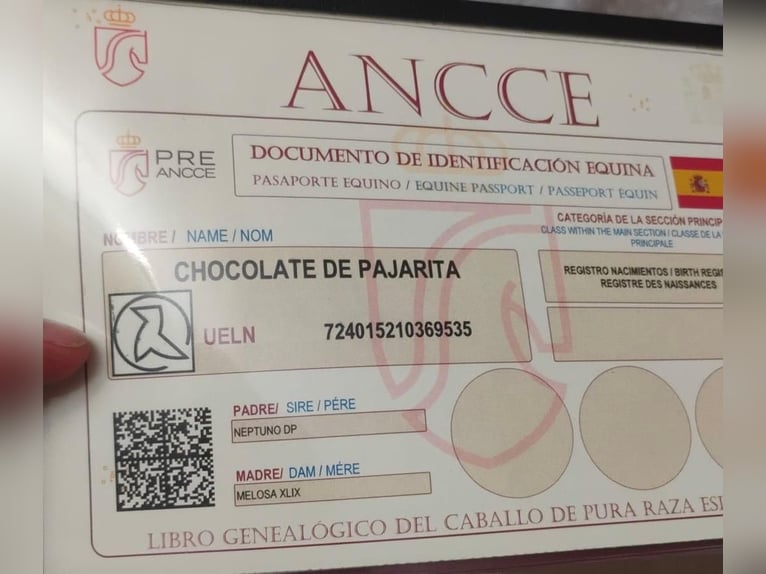 ANCCE
PRE
ANCCE
DOCUMENTO DE IDENTIFICACIÓN EQUINA
PASAPORTE EQUINO / EQUINE PASSPORT / PASSEPORT EQUIN
CATEGORÍA DE LA SECCIÓN PRINCIP
CLASS WITHIN THE MAIN SECTION / CLASSE DE LA
PRINCIPALE
NOMBRE / NAME / NOM
CHOCOLATE DE PAJARITA
REGISTRO NACIMIENTOS / BIRTH REGIS
REGISTRE DES NAISSANCES
UELN 724015210369535
PADRE/ SIRE / PÉRE
NEPTUNO DP
MADRE/ DAM / MÉRE
MELOSA XLIX
LIBRO GENEALÓGICO DEL CABALLO DE PURA RAZA ES